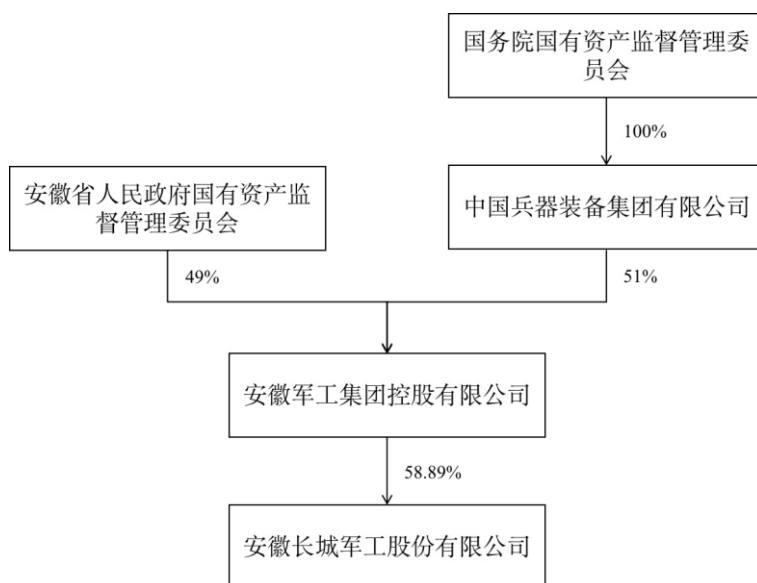 国务院国有资产监督管理委
员会
100%
安徽省人民政府国有资产监
督管理委员会
中国兵器装备集团有限公司
49%
51%
安徽军工集团控股有限公司
58.89%
安徽长城军工股份有限公司